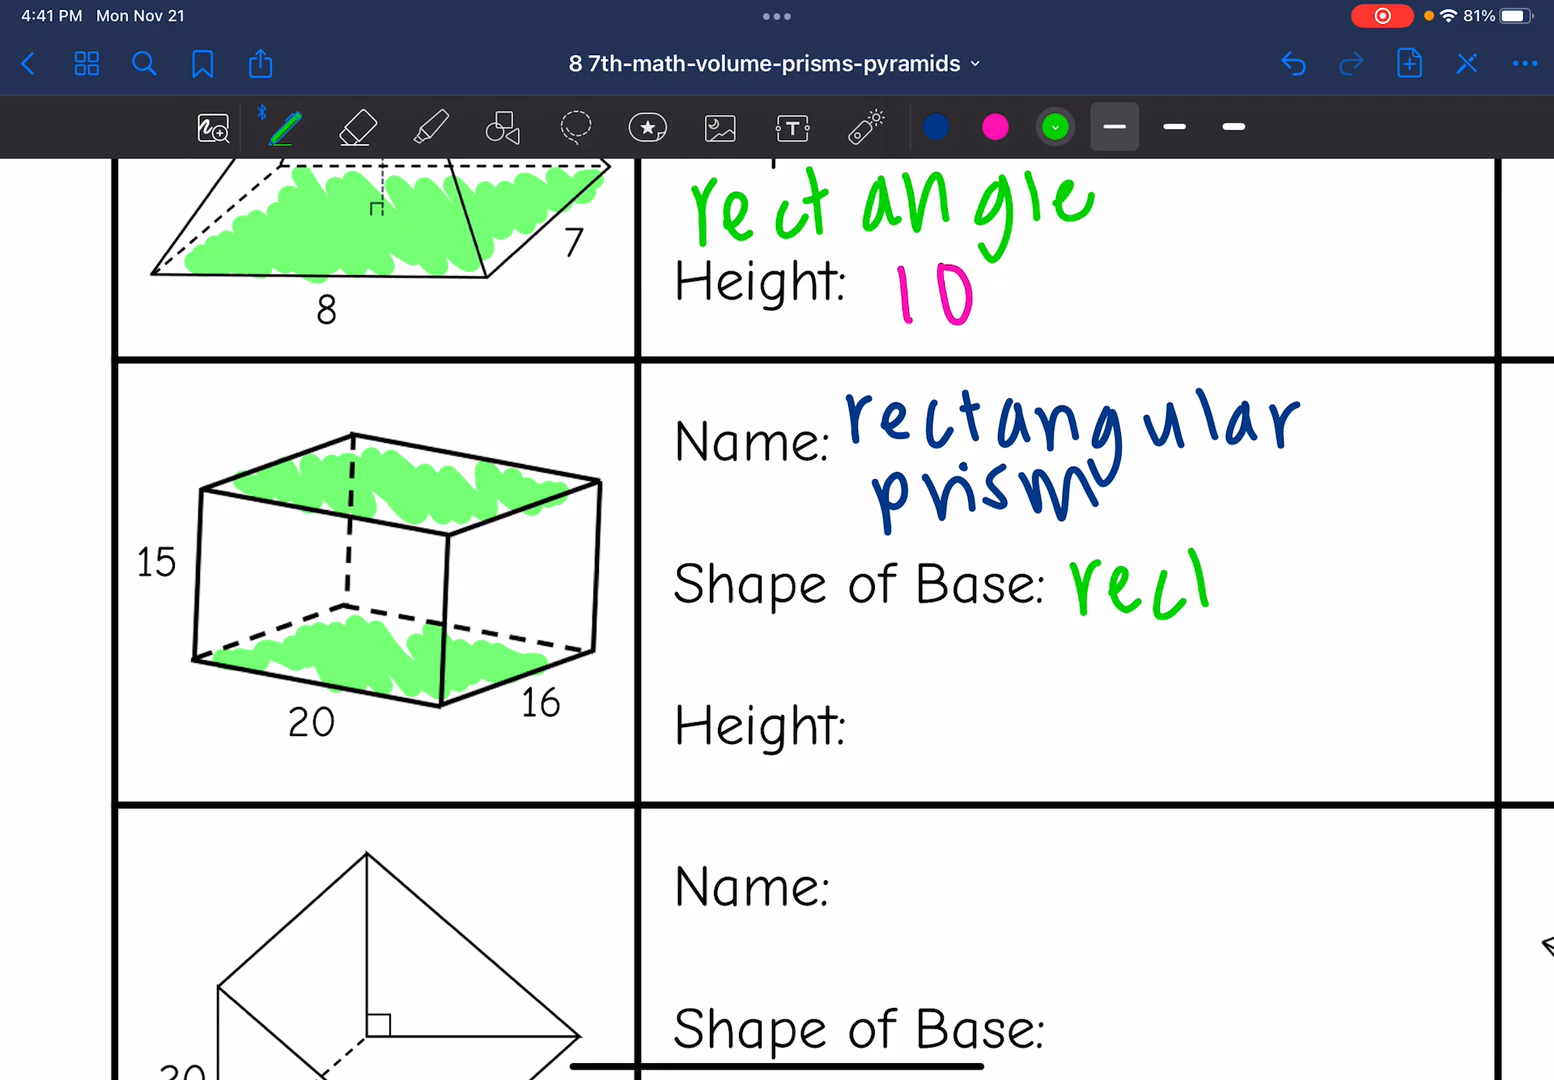 4:41 PM Mon Nov 21
81%
8 7th-math-volume-prisms-pyramids
T
rectangle
7
Height: 10
8
Name: rectangular
prism
15
Shape of Base: rect
16
20
Height:
Name:
Shape of Base:
20